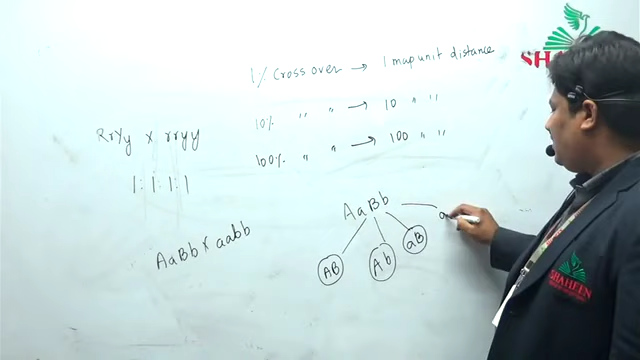 1% Cross over → 1 map unit distance
10% " " → 10 " "
100% " " → 100 " "
RrYy x rryy
1:1:1:1
AaBb x aabb
AaBb
AB
Ab
aB
a
SHAHEEN